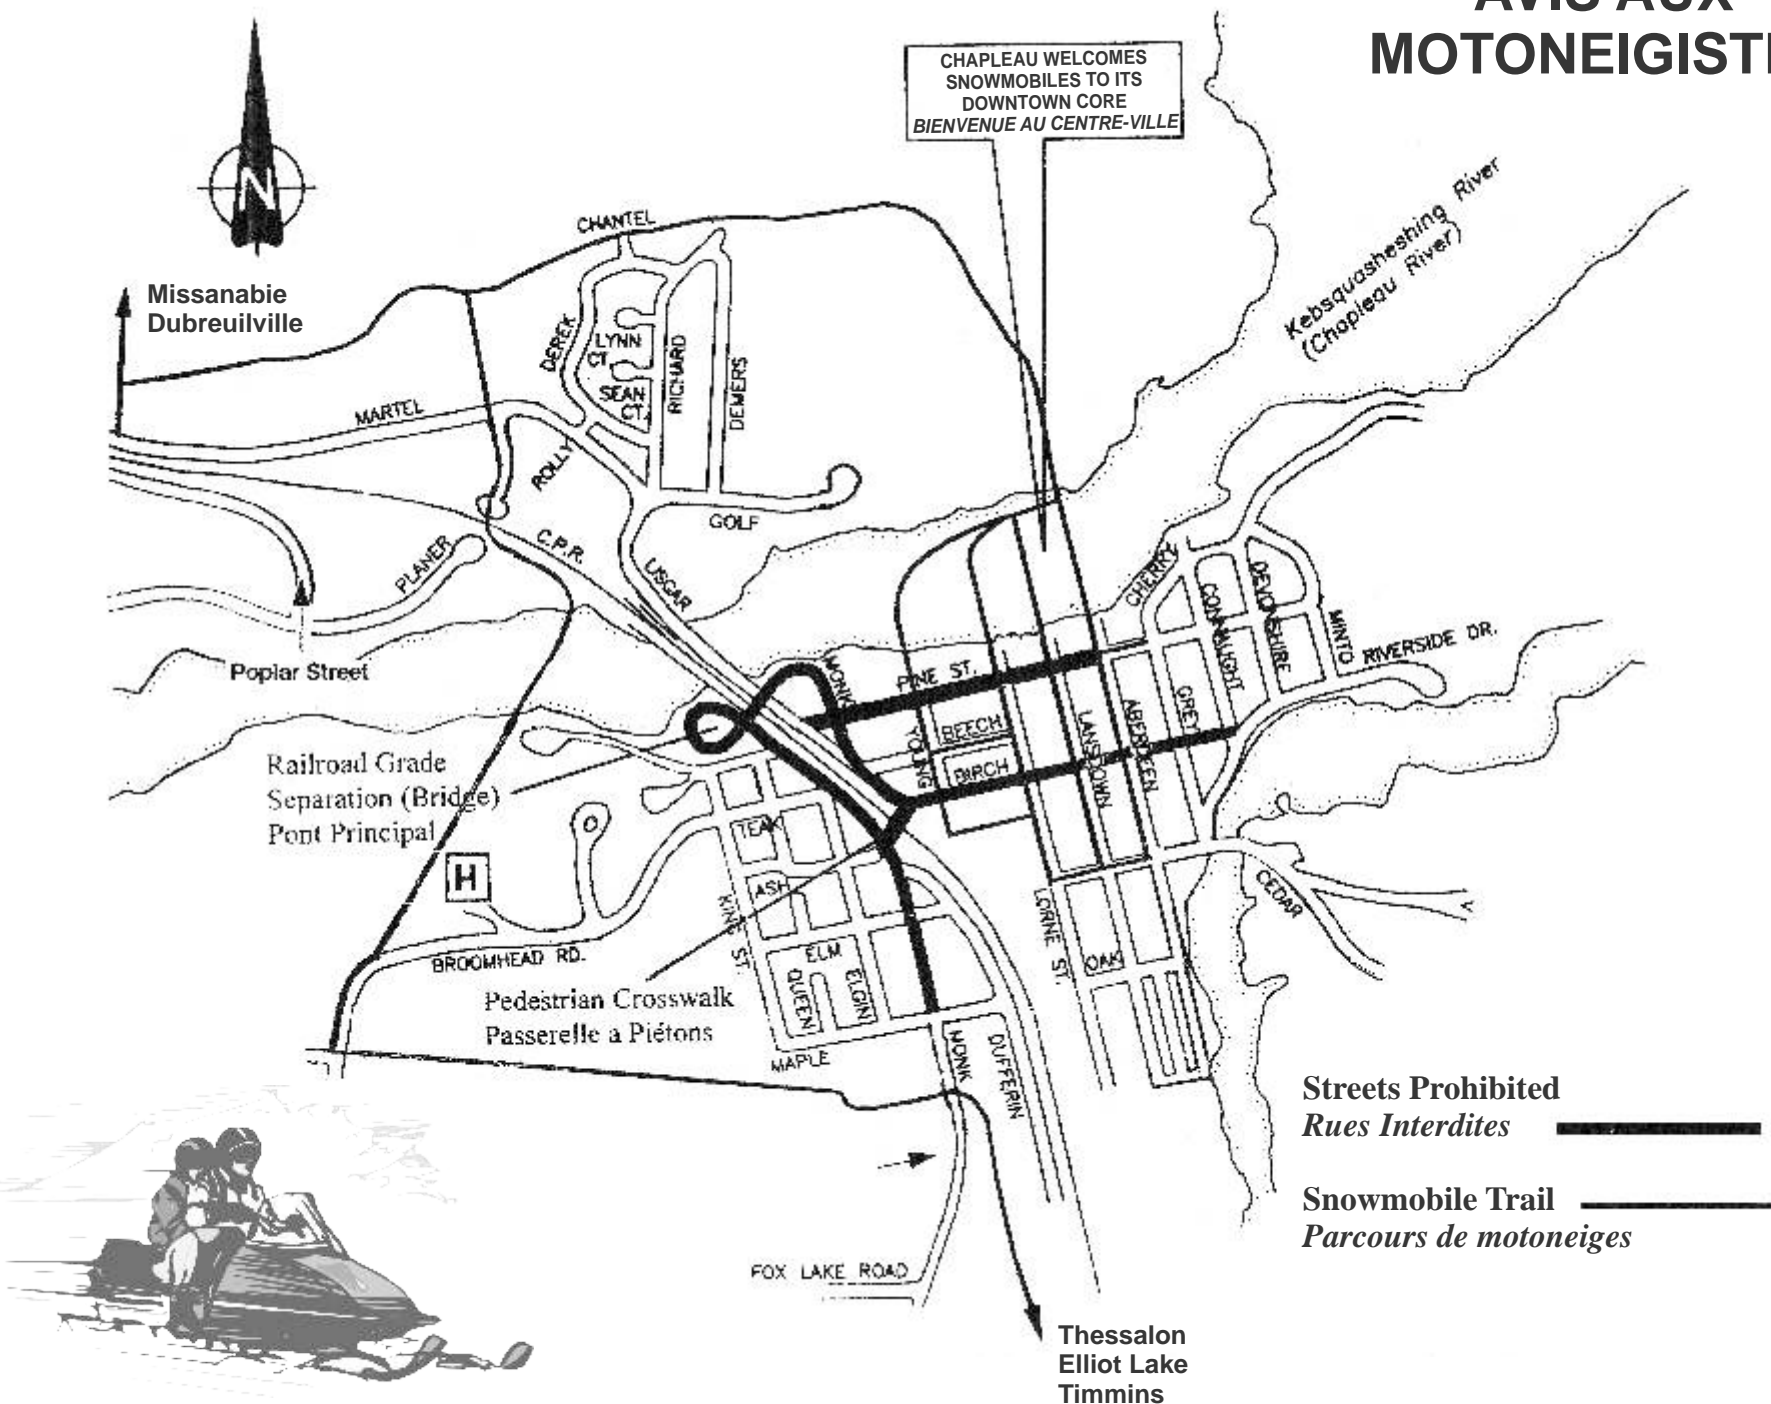 AVIS AUX
CHAPLEAU WELCOMES
SNOWMOBILES TO ITS
DOWNTOWN CORE
BIENVENUE AU CENTRE-VILLE
N
Missanabie
Dubreuilville
Kebsquasheshing River
(Chapleau River)
CHANTEL
DEREK
LYNN
CT
SEAN
CT.
RICHARD
DEMERS
MARTEL
ROLLY
GOLF
C.P.R.
LISGAR
PLANER
Poplar Street
CHERRY
CONNAUGHT
DEVONSHIRE
MINTO
RIVERSIDE DR.
MONK
PINE ST.
YOUNG
BEECH
BIRCH
LANSDOWN
ABERDEEN
GREY
Railroad Grade
Separation (Bridge)
Pont Principal
H
TEAK
ASH
KING ST.
BROOMHEAD RD.
ELM
QUEEN
ELGIN
LORNE ST.
OAK
CEDAR
Pedestrian Crosswalk
Passerelle a Piétons
MAPLE
MONK
DUFFERIN
Streets Prohibited
Rues Interdites
Snowmobile Trail
Parcours de motoneiges
FOX LAKE ROAD
Thessalon
Elliot Lake
Timmins